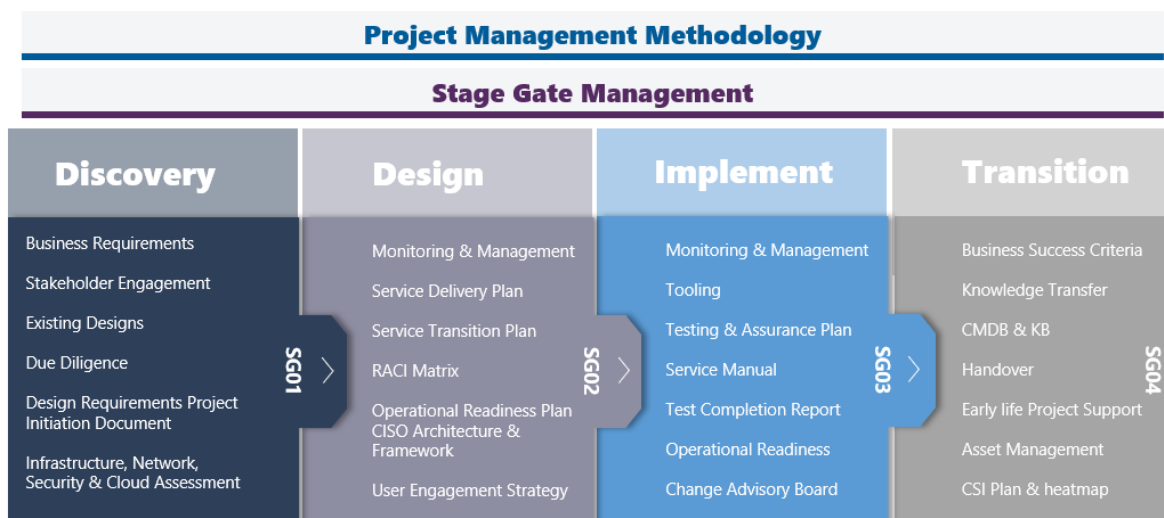 Project Management Methodology
Stage Gate Management
Discovery
Business Requirements
Stakeholder Engagement
Existing Designs
Due Diligence
Design Requirements Project
Initiation Document
Infrastructure, Network,
Security & Cloud Assessment
SG01
Design
Monitoring & Management
Service Delivery Plan
Service Transition Plan
RACI Matrix
Operational Readiness Plan
CISO Architecture &
Framework
User Engagement Strategy
SG02
Implement
Monitoring & Management
Tooling
Testing & Assurance Plan
Service Manual
Test Completion Report
Operational Readiness
Change Advisory Board
SG03
Transition
Business Success Criteria
Knowledge Transfer
CMDB & KB
Handover
Early life Project Support
Asset Management
CSI Plan & heatmap
SG04